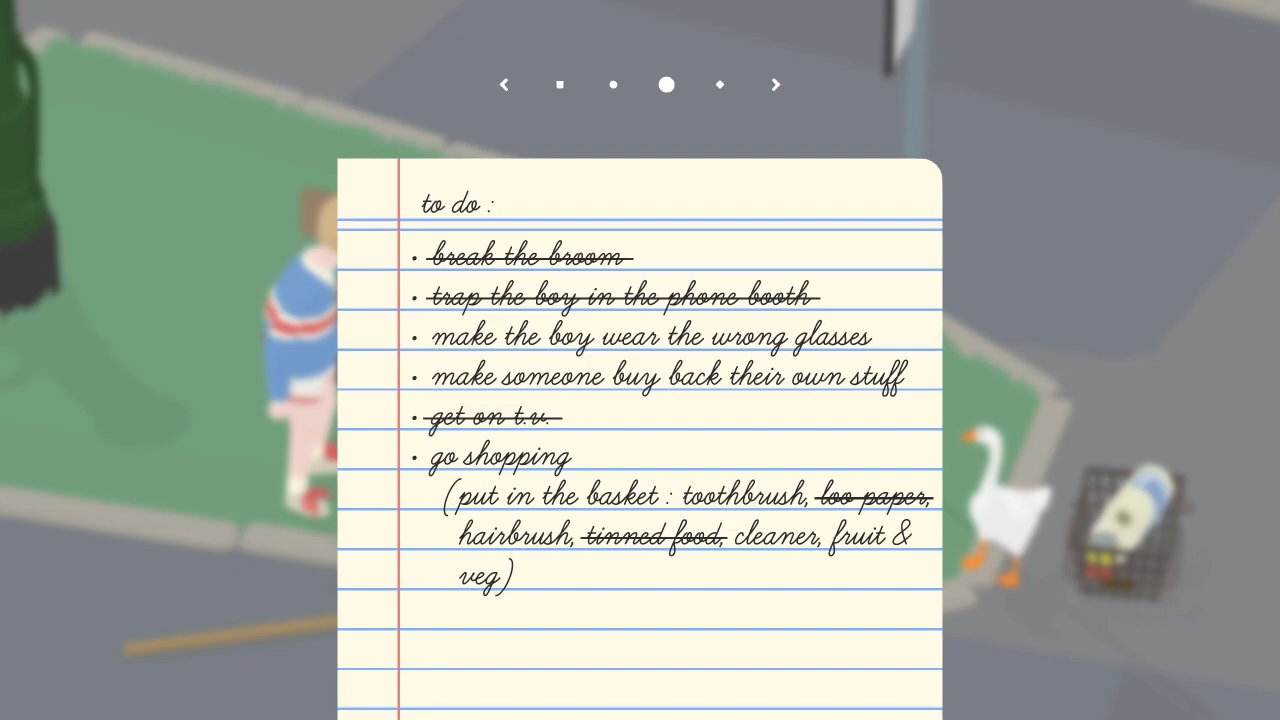 to do :
• break the broom
• trap the boy in the phone booth
• make the boy wear the wrong glasses
• make someone buy back their own stuff
• get on t.v.
• go shopping
(put in the basket : toothbrush, loo paper,
hairbrush, tinned food, cleaner, fruit &
veg)